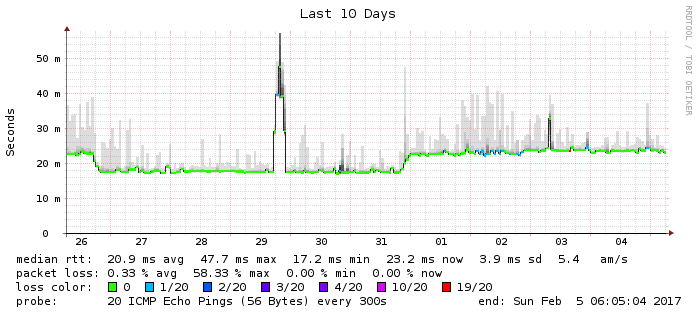 Last 10 Days
RRDTOOL / TOBI OETIKER
Seconds
50 m
40 m
30 m
20 m
10 m
0
26 27 28 29 30 31 01 02 03 04
median rtt: 20.9 ms avg 47.7 ms max 17.2 ms min 23.2 ms now 3.9 ms sd 5.4 am/s
packet loss: 0.33 % avg 58.33 % max 0.00 % min 0.00 % now
loss color: 0 1/20 2/20 3/20 4/20 10/20 19/20
probe: 20 ICMP Echo Pings (56 Bytes) every 300s end: Sun Feb 5 06:05:04 2017